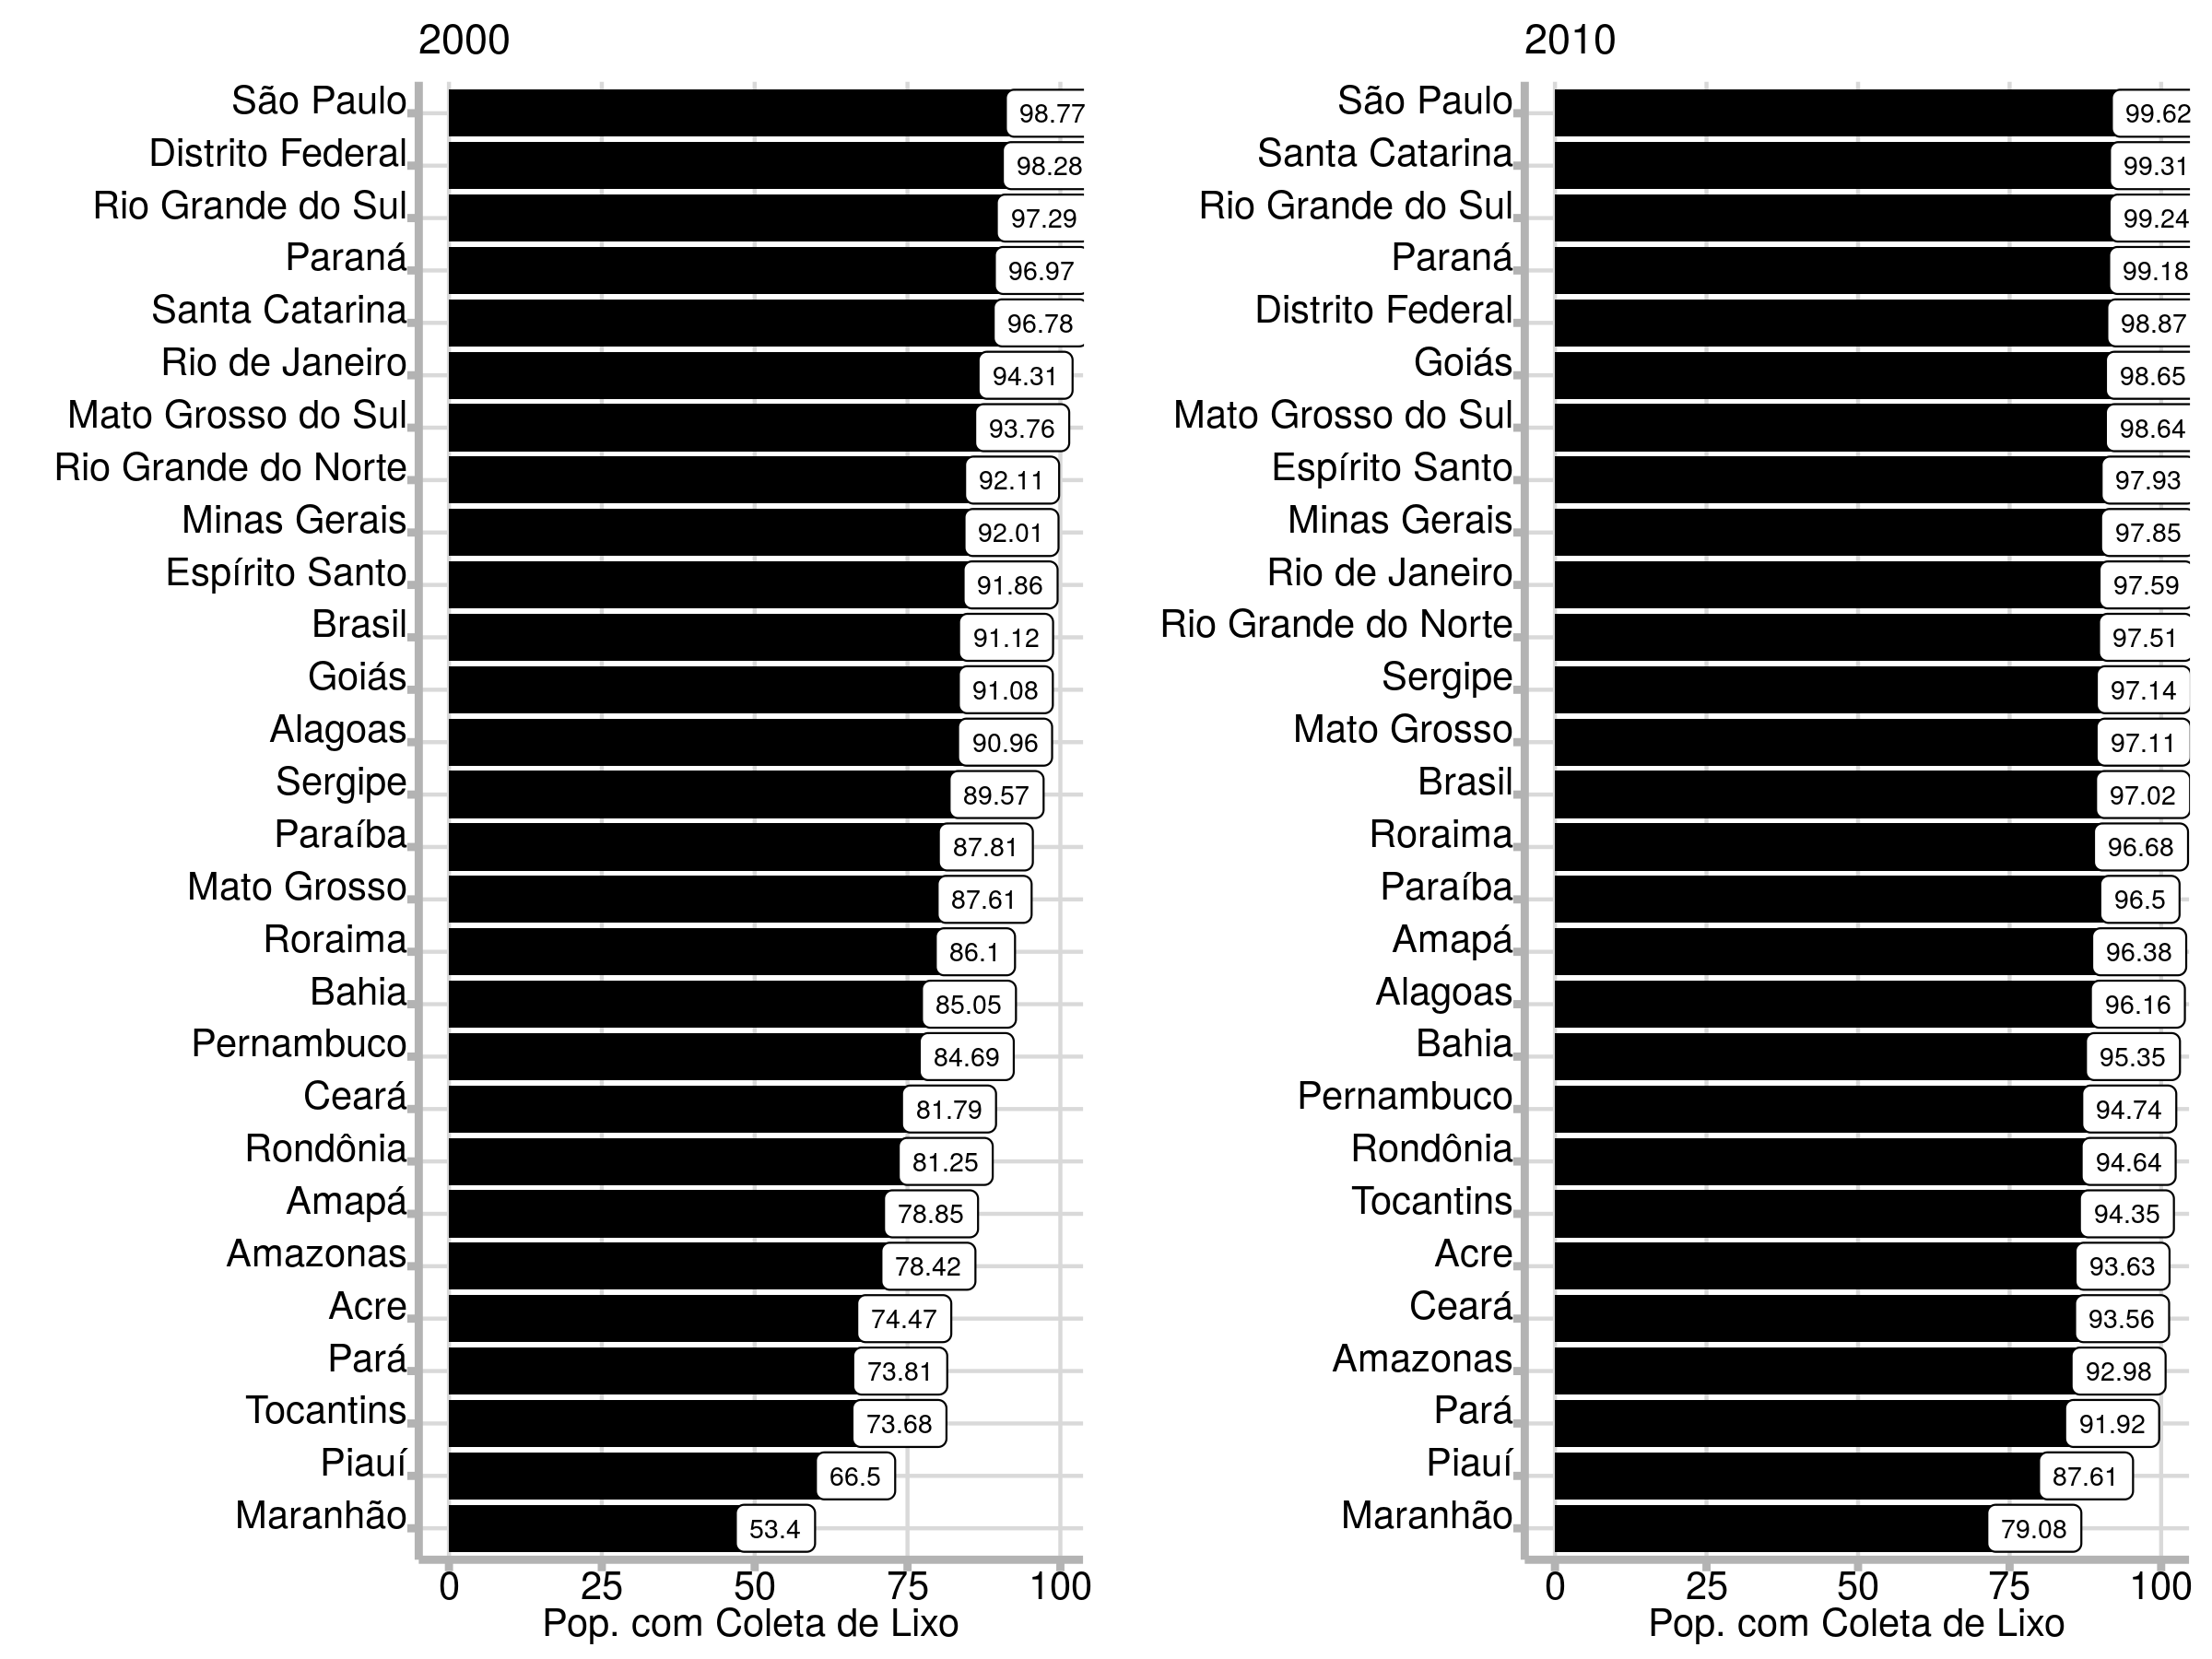 2000
São Paulo 98.77
Distrito Federal 98.28
Rio Grande do Sul 97.29
Paraná 96.97
Santa Catarina 96.78
Rio de Janeiro 94.31
Mato Grosso do Sul 93.76
Rio Grande do Norte 92.11
Minas Gerais 92.01
Espírito Santo 91.86
Brasil 91.12
Goiás 91.08
Alagoas 90.96
Sergipe 89.57
Paraíba 87.81
Mato Grosso 87.61
Roraima 86.1
Bahia 85.05
Pernambuco 84.69
Ceará 81.79
Rondônia 81.25
Amapá 78.85
Amazonas 78.42
Acre 74.47
Pará 73.81
Tocantins 73.68
Piauí 66.5
Maranhão 53.4
0 25 50 75 100
Pop. com Coleta de Lixo
2010
São Paulo 99.62
Santa Catarina 99.31
Rio Grande do Sul 99.24
Paraná 99.18
Distrito Federal 98.87
Goiás 98.65
Mato Grosso do Sul 98.64
Espírito Santo 97.93
Minas Gerais 97.85
Rio de Janeiro 97.59
Rio Grande do Norte 97.51
Sergipe 97.14
Mato Grosso 97.11
Brasil 97.02
Roraima 96.68
Paraíba 96.5
Amapá 96.38
Alagoas 96.16
Bahia 95.35
Pernambuco 94.74
Rondônia 94.64
Tocantins 94.35
Acre 93.63
Ceará 93.56
Amazonas 92.98
Pará 91.92
Piauí 87.61
Maranhão 79.08
0 25 50 75 100
Pop. com Coleta de Lixo